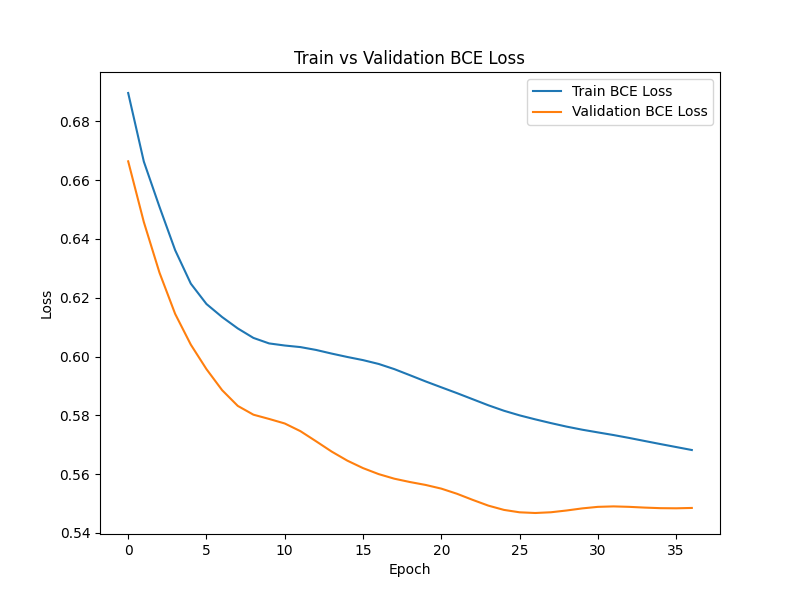 Train vs Validation BCE Loss
Train BCE Loss
Validation BCE Loss
0.68
0.66
0.64
0.62
0.60
0.58
0.56
0.54
Loss
0 5 10 15 20 25 30 35
Epoch